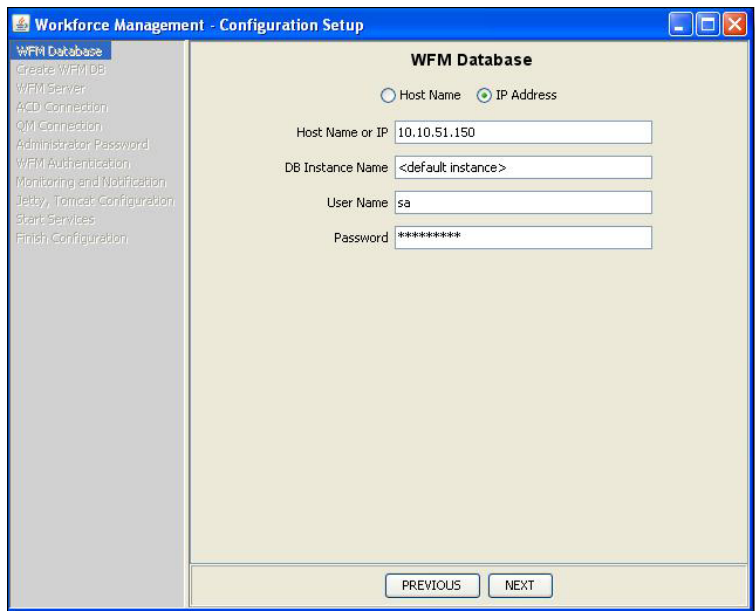 Workforce Management - Configuration Setup
WFM Database
Create WFM DB
WFM Server
ACD Connection
QM Connection
Administrator Password
WFM Authentication
Monitoring and Notification
Jetty, Tomcat Configuration
Start Services
Finish Configuration
WFM Database
Host Name IP Address
Host Name or IP 10.10.51.150
DB Instance Name <default instance>
User Name sa
Password *********
PREVIOUS NEXT